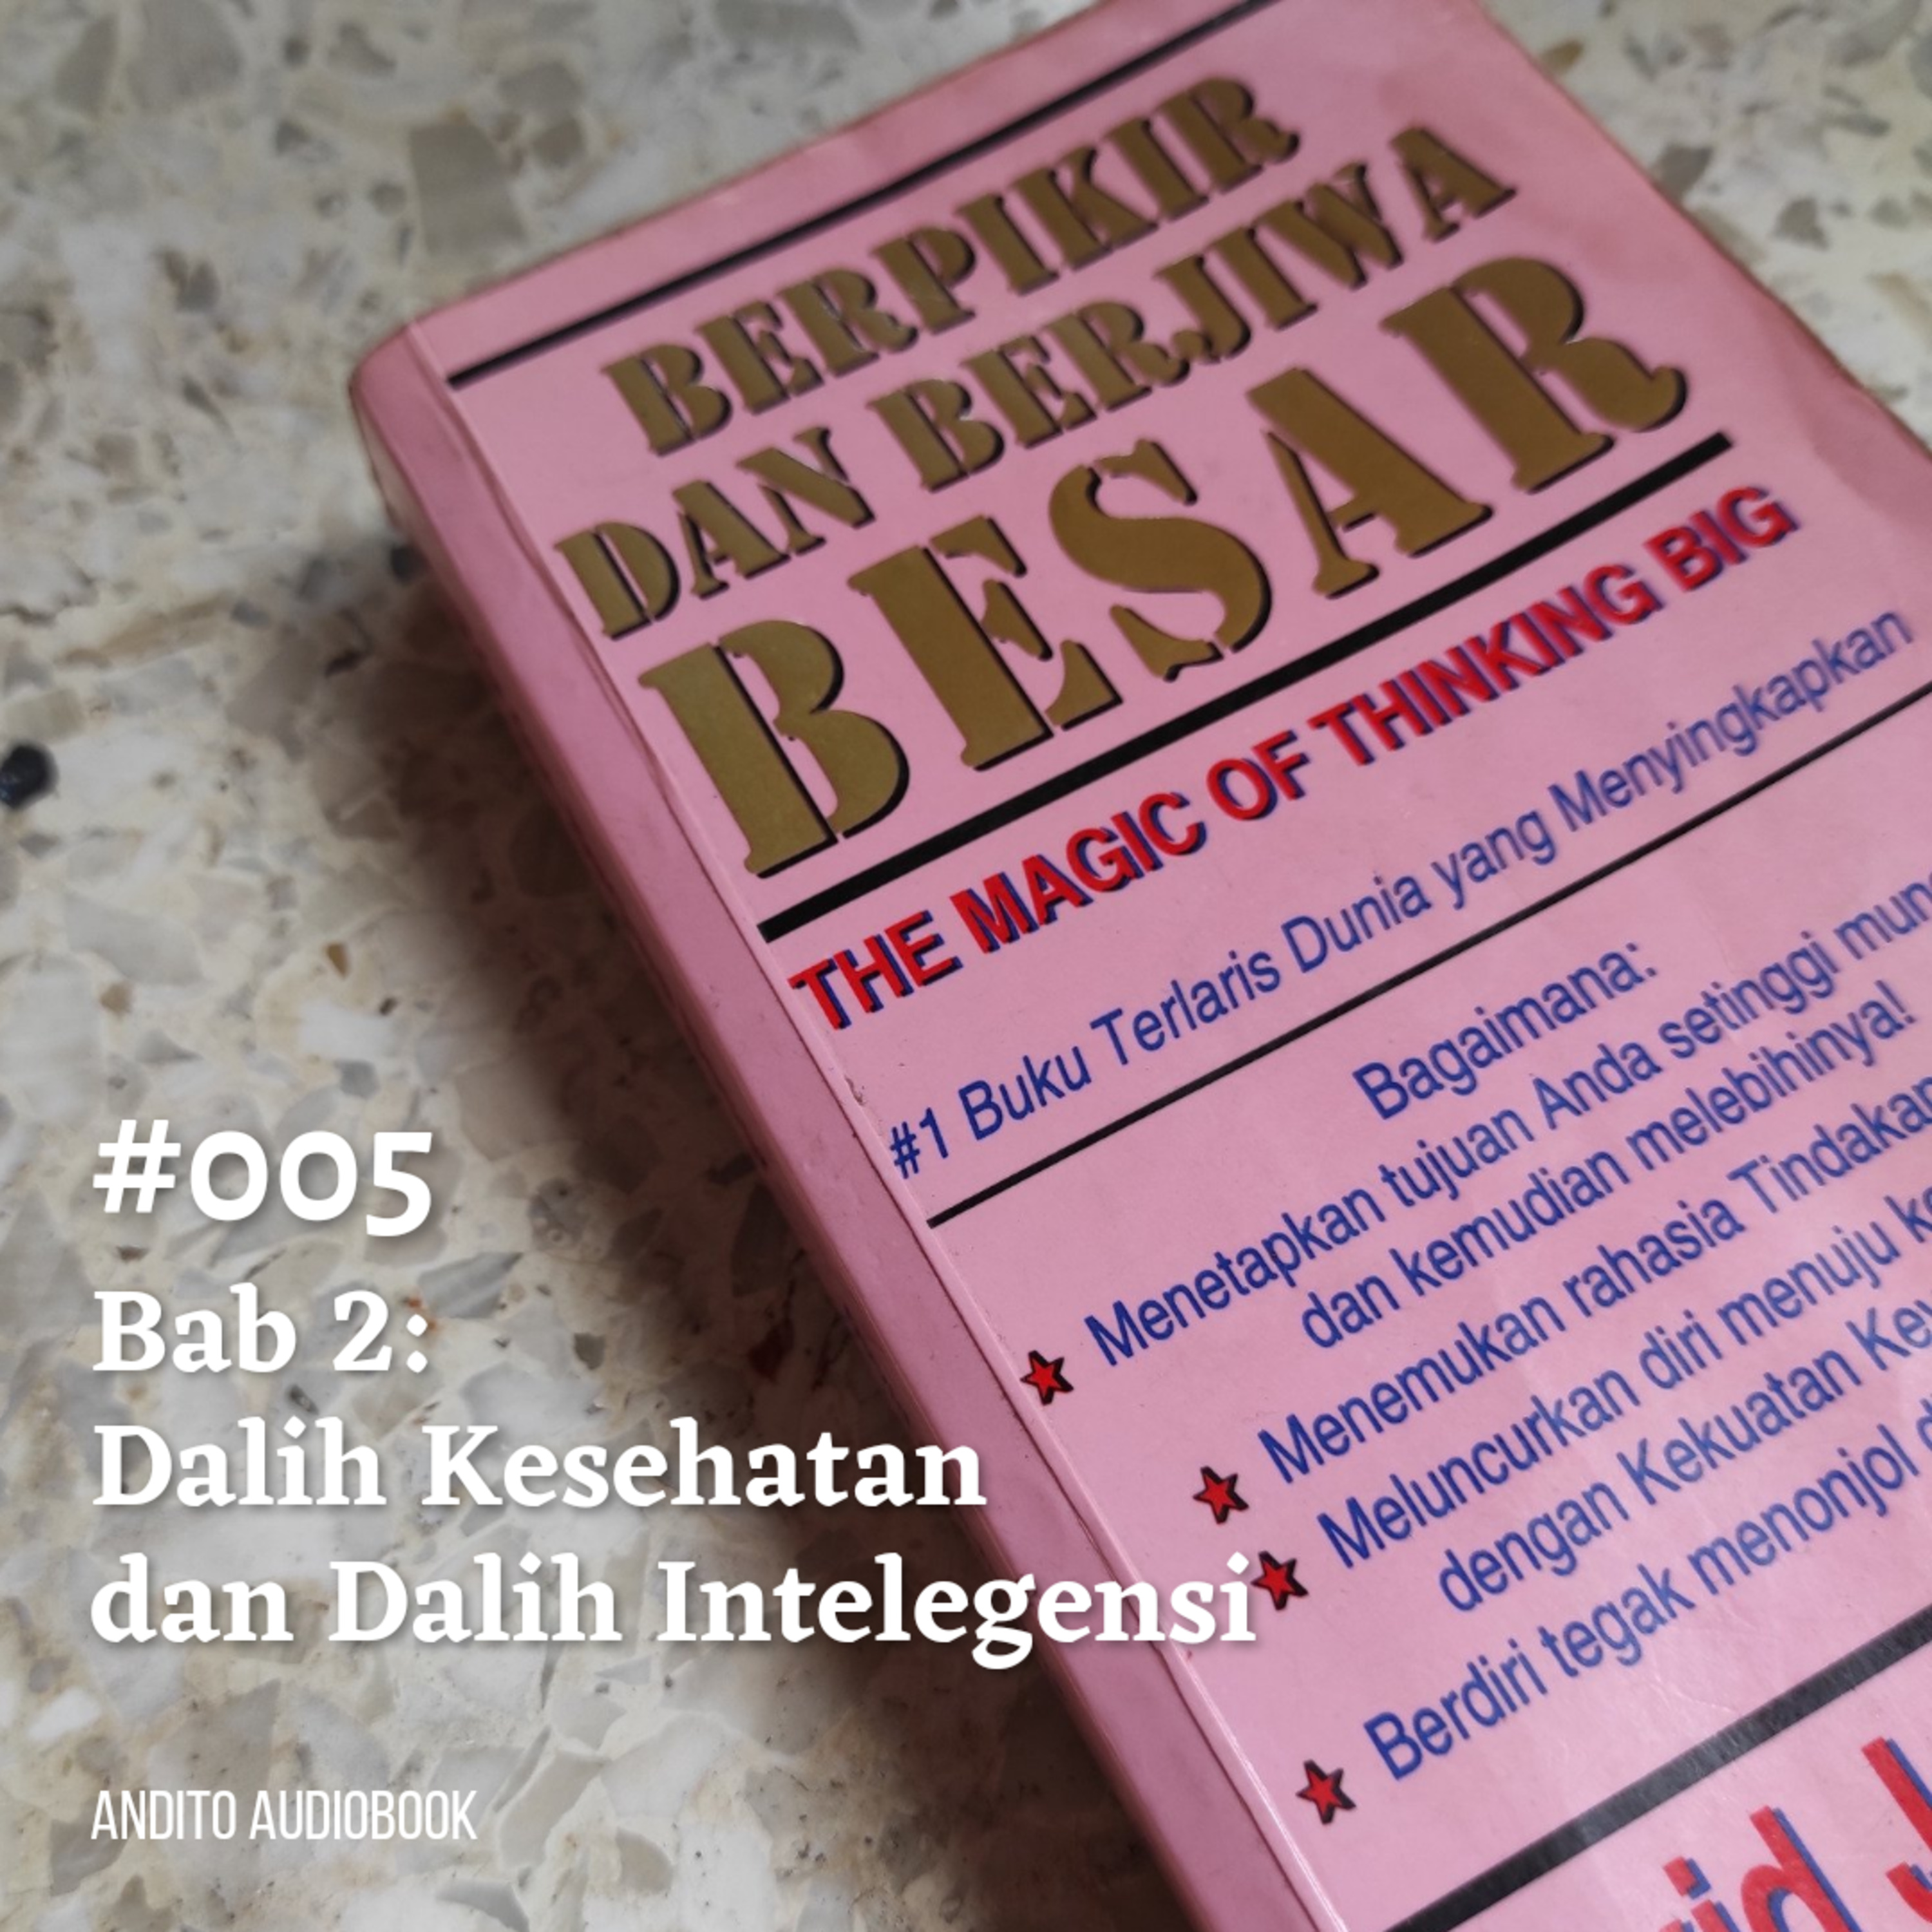 BERPIKIR
DAN BERJIWA
BESAR
THE MAGIC OF THINKING BIG
#1 Buku Terlaris Dunia yang Menyingkapkan
Bagaimana:
Menetapkan tujuan Anda setinggi
dan kemudian melebihinya!
Menemukan rahasia Tindakan
Meluncurkan diri menuju
dengan Kekuatan
Berdiri tegak menonjol
#005
Bab 2:
Dalih Kesehatan
dan Dalih Intelegensi
ANDITO AUDIOBOOK